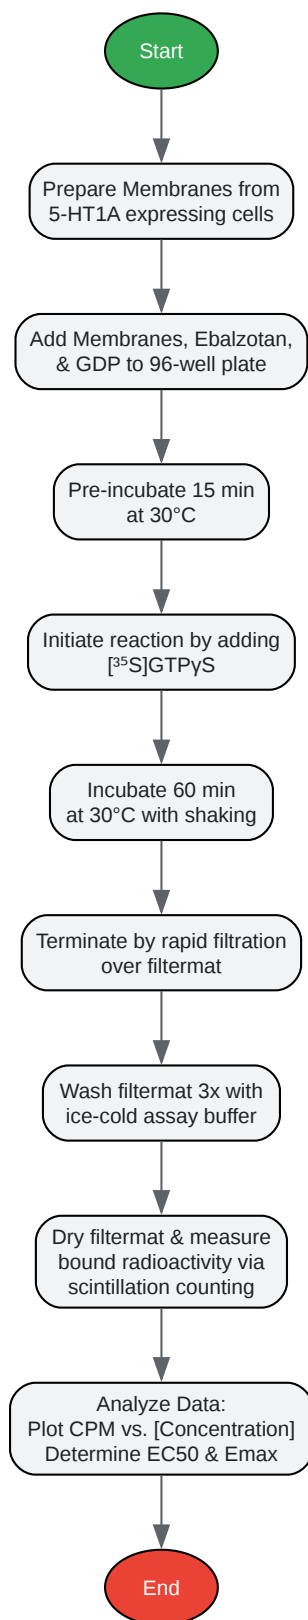 Start
Prepare Membranes from
5-HT1A expressing cells
Add Membranes, Ebalzotan,
& GDP to 96-well plate
Pre-incubate 15 min
at 30°C
Initiate reaction by adding
[³⁵S]GTPγS
Incubate 60 min
at 30°C with shaking
Terminate by rapid filtration
over filtermat
Wash filtermat 3x with
ice-cold assay buffer
Dry filtermat & measure
bound radioactivity via
scintillation counting
Analyze Data:
Plot CPM vs. [Concentration]
Determine EC50 & Emax
End